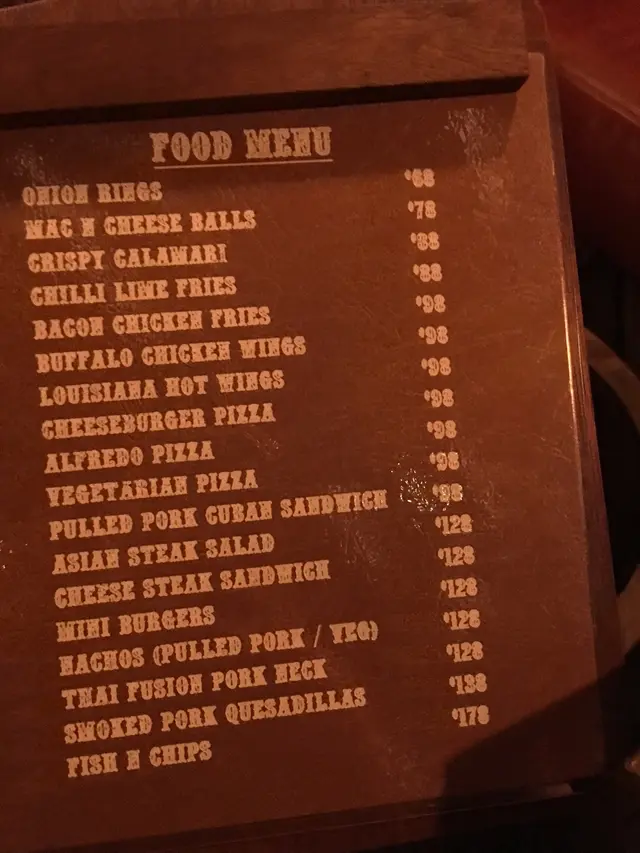 FOOD MENU
ONION RINGS $68
MAC N CHEESE BALLS $78
CRISPY CALAMARI $88
CHILLI LIME FRIES $88
BACON CHICKEN FRIES $98
BUFFALO CHICKEN WINGS $98
LOUISIANA HOT WINGS $98
CHEESEBURGER PIZZA $98
ALFREDO PIZZA $98
VEGETARIAN PIZZA $98
PULLED PORK CUBAN SANDWICH $98
ASIAN STEAK SALAD $128
CHEESE STEAK SANDWICH $128
MINI BURGERS $128
NACHOS (PULLED PORK / VEG) $128
THAI FUSION PORK NECK $128
SMOKED PORK QUESADILLAS $138
FISH N CHIPS $178